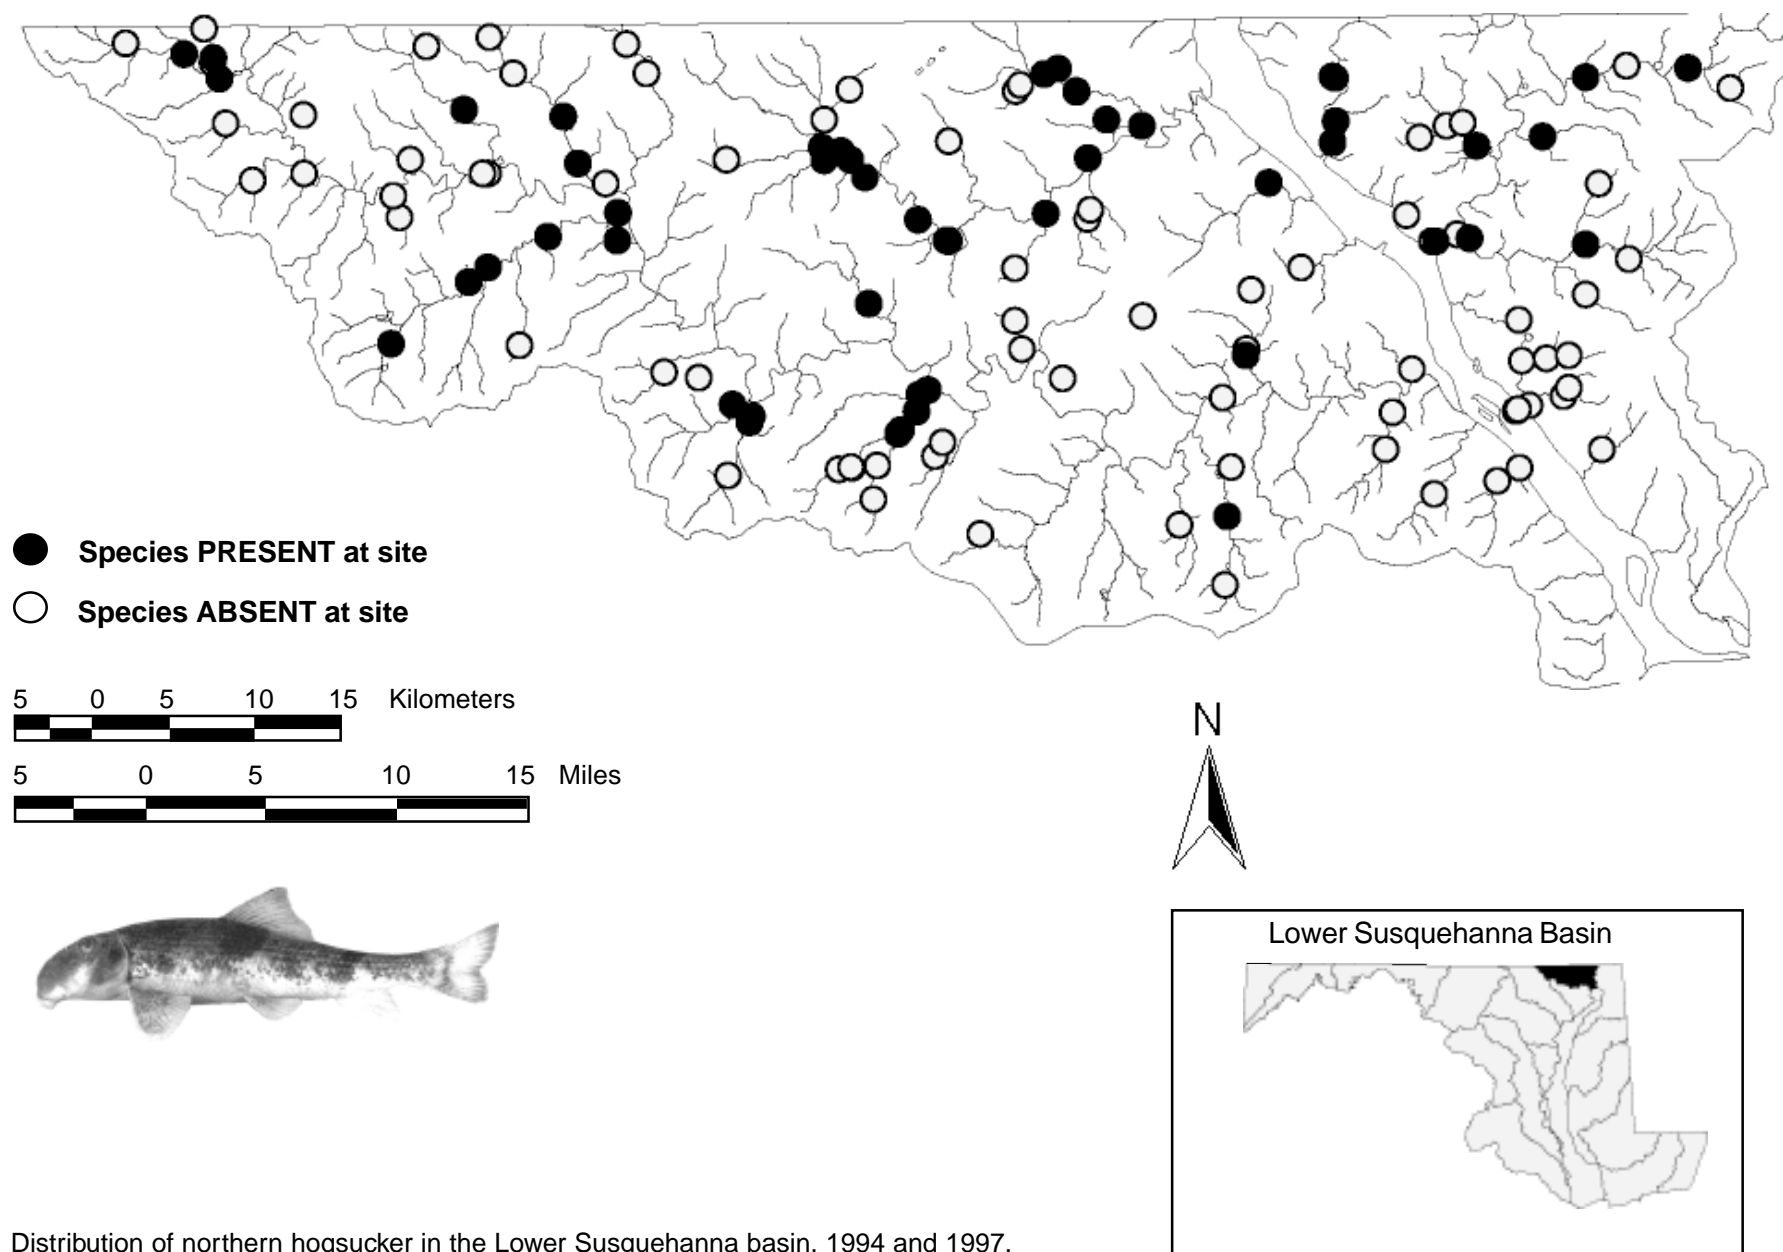 Species PRESENT at site
Species ABSENT at site
5 0 5 10 15 Kilometers
5 0 5 10 15 Miles
N
Lower Susquehanna Basin
Distribution of northern hogsucker in the Lower Susquehanna basin, 1994 and 1997.